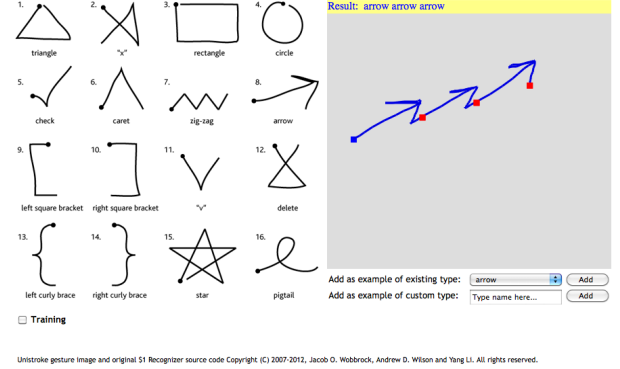 Result: arrow arrow arrow
1. 2. 3. 4.
triangle "x" rectangle circle
5. 6. 7. 8.
check caret zig-zag arrow
9. 10. 11. 12.
left square bracket right square bracket "v" delete
13. 14. 15. 16.
left curly brace right curly brace star pigtail
Add as example of existing type: arrow Add
Add as example of custom type: Type name here... Add
Training
Unistroke gesture image and original $1 Recognizer source code Copyright (C) 2007-2012, Jacob O. Wobbrock, Andrew D. Wilson and Yang Li. All rights reserved.